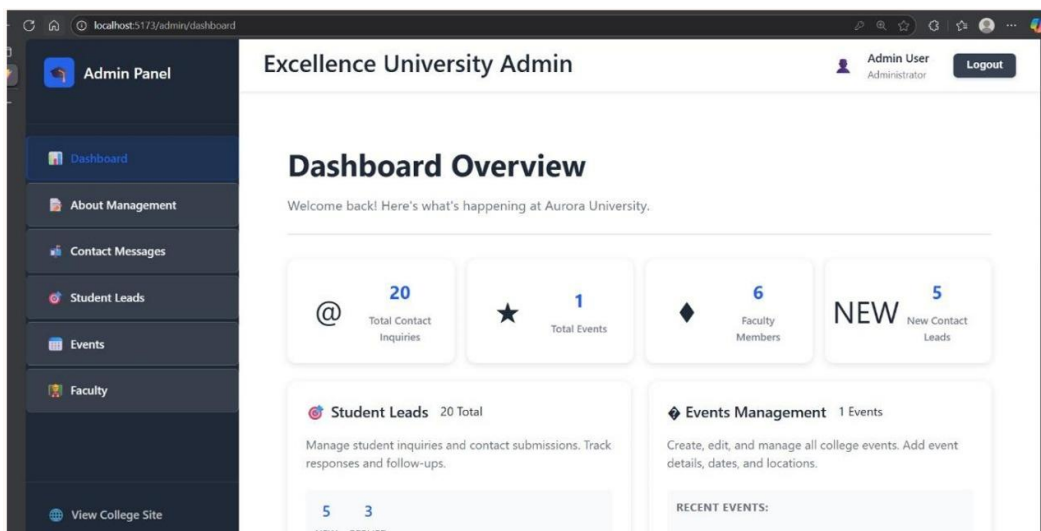 localhost:5173/admin/dashboard
Admin Panel
Excellence University Admin
Admin User
Administrator
Logout
Dashboard
About Management
Contact Messages
Student Leads
Events
Faculty
View College Site
Dashboard Overview
Welcome back! Here's what's happening at Aurora University.
@
20
Total Contact
Inquiries
★
1
Total Events
♦
6
Faculty
Members
NEW
5
New Contact
Leads
Student Leads 20 Total
Manage student inquiries and contact submissions. Track
responses and follow-ups.
5 3
� Events Management 1 Events
Create, edit, and manage all college events. Add event
details, dates, and locations.
RECENT EVENTS: